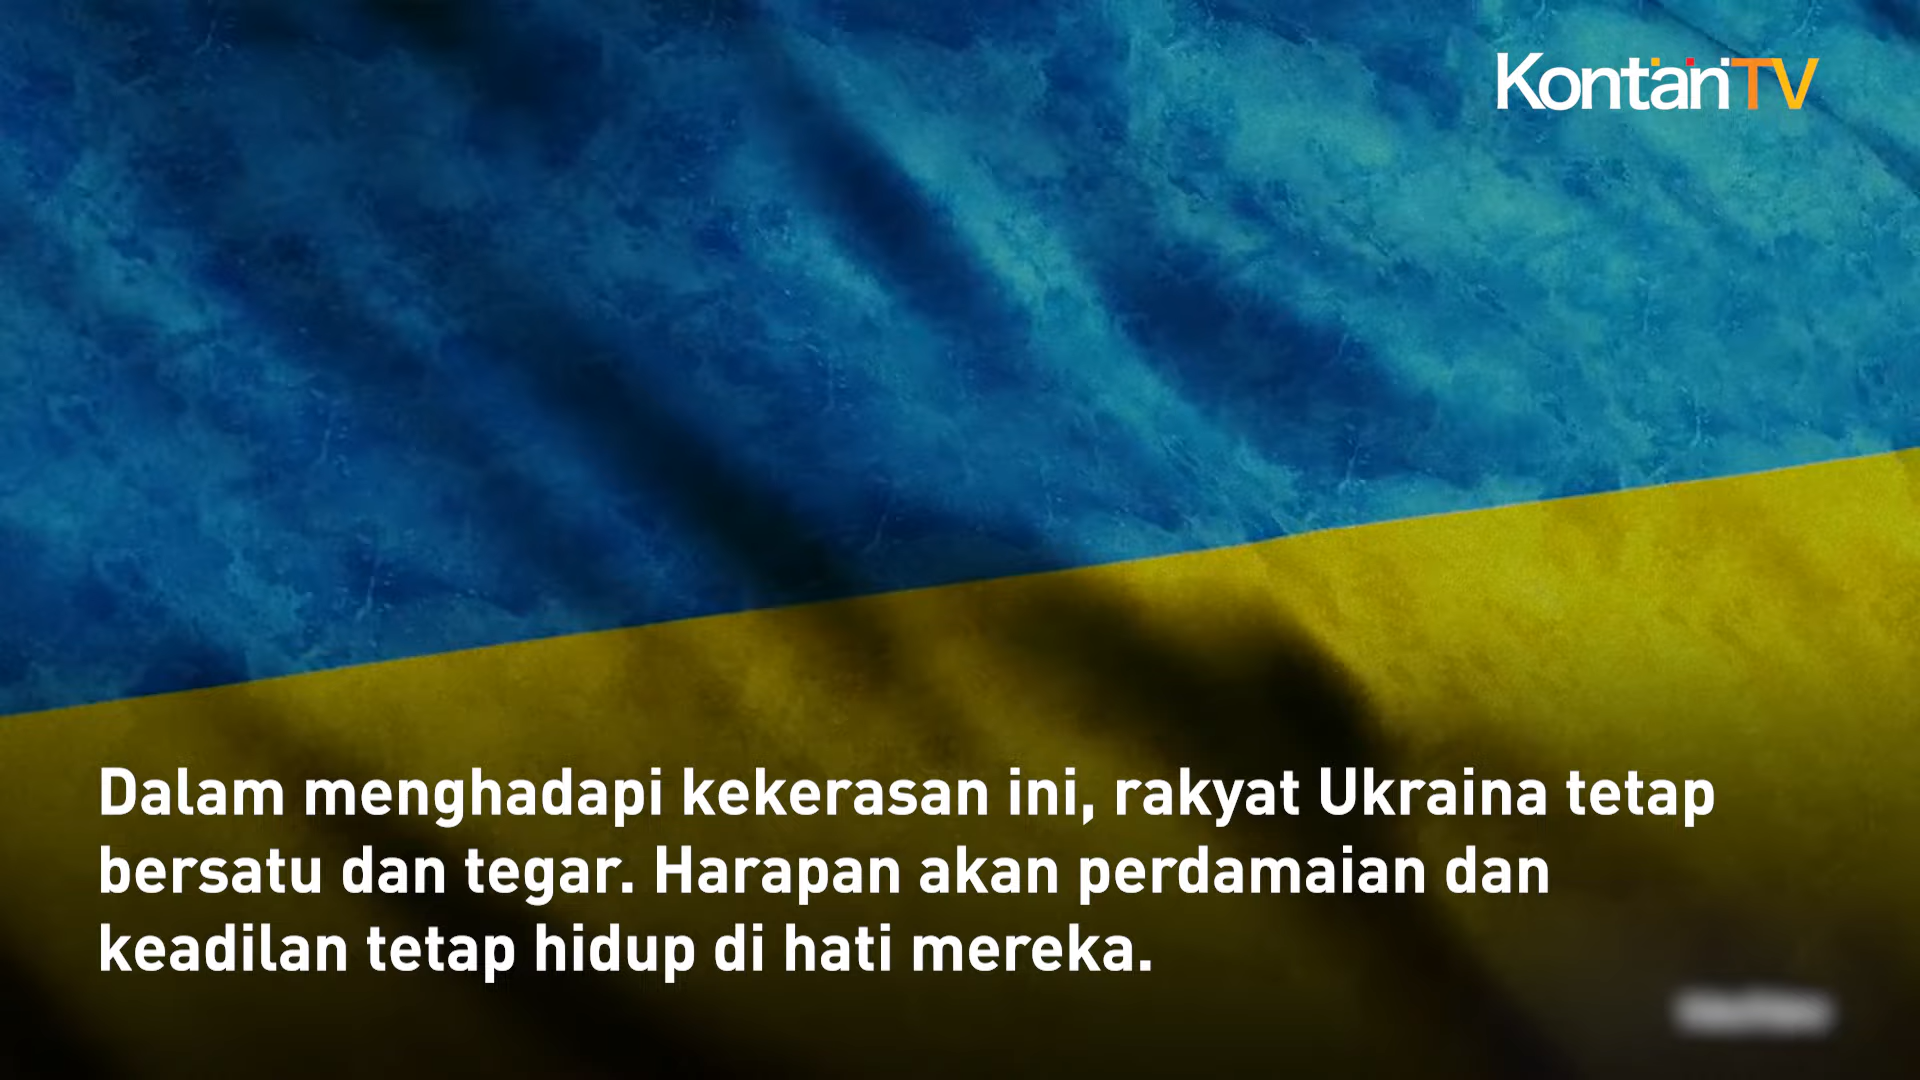 KontanTV
Dalam menghadapi kekerasan ini, rakyat Ukraina tetap
bersatu dan tegar. Harapan akan perdamaian dan
keadilan tetap hidup di hati mereka.